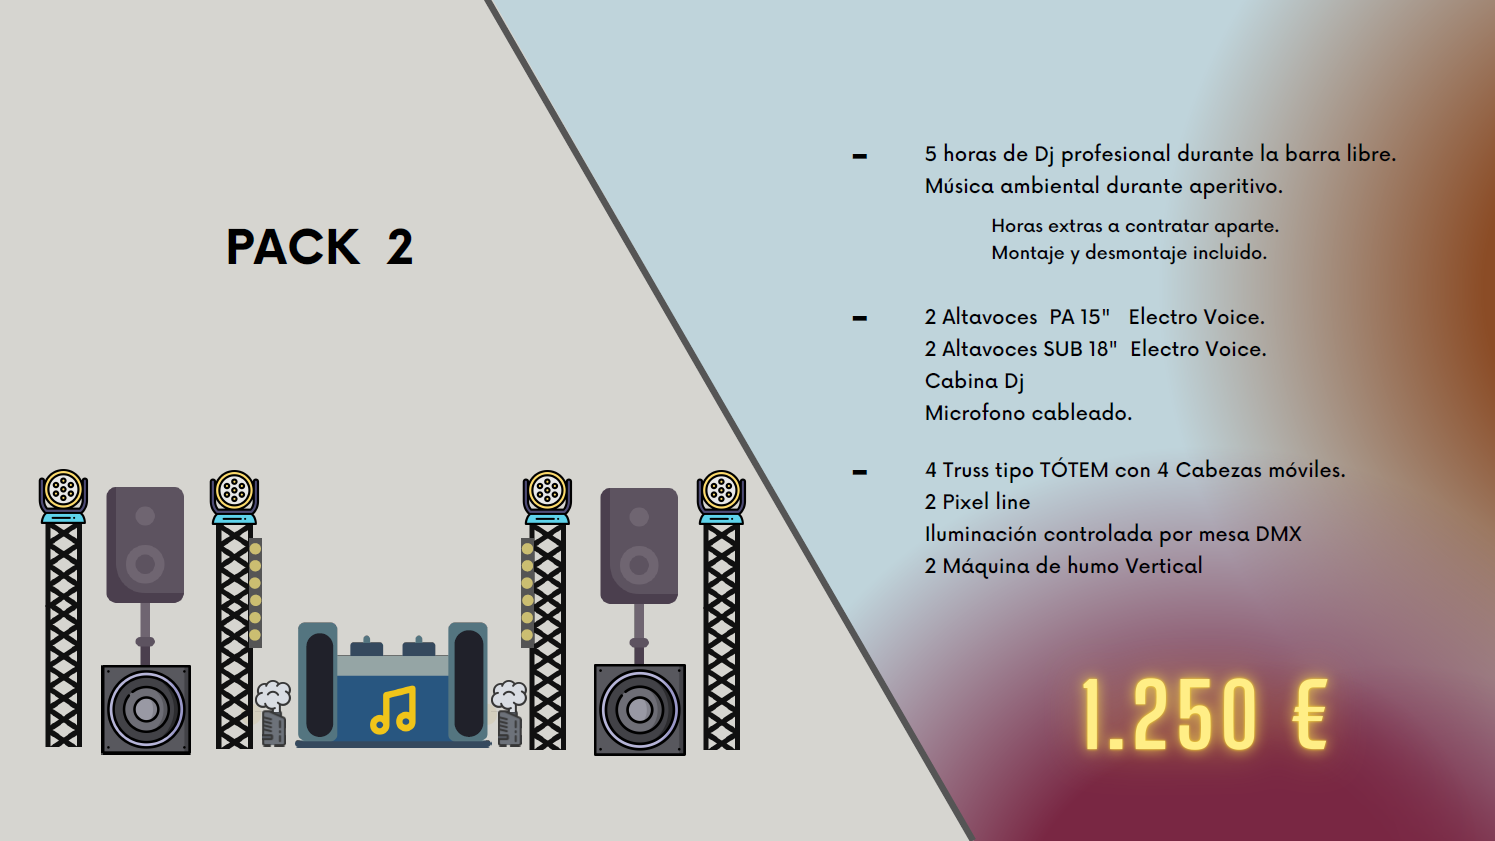 PACK 2
- 5 horas de Dj profesional durante la barra libre.
Música ambiental durante aperitivo.
Horas extras a contratar aparte.
Montaje y desmontaje incluido.
- 2 Altavoces PA 15" Electro Voice.
2 Altavoces SUB 18" Electro Voice.
Cabina Dj
Microfono cableado.
- 4 Truss tipo TÓTEM con 4 Cabezas móviles.
2 Pixel line
Iluminación controlada por mesa DMX
2 Máquina de humo Vertical
1.250 €